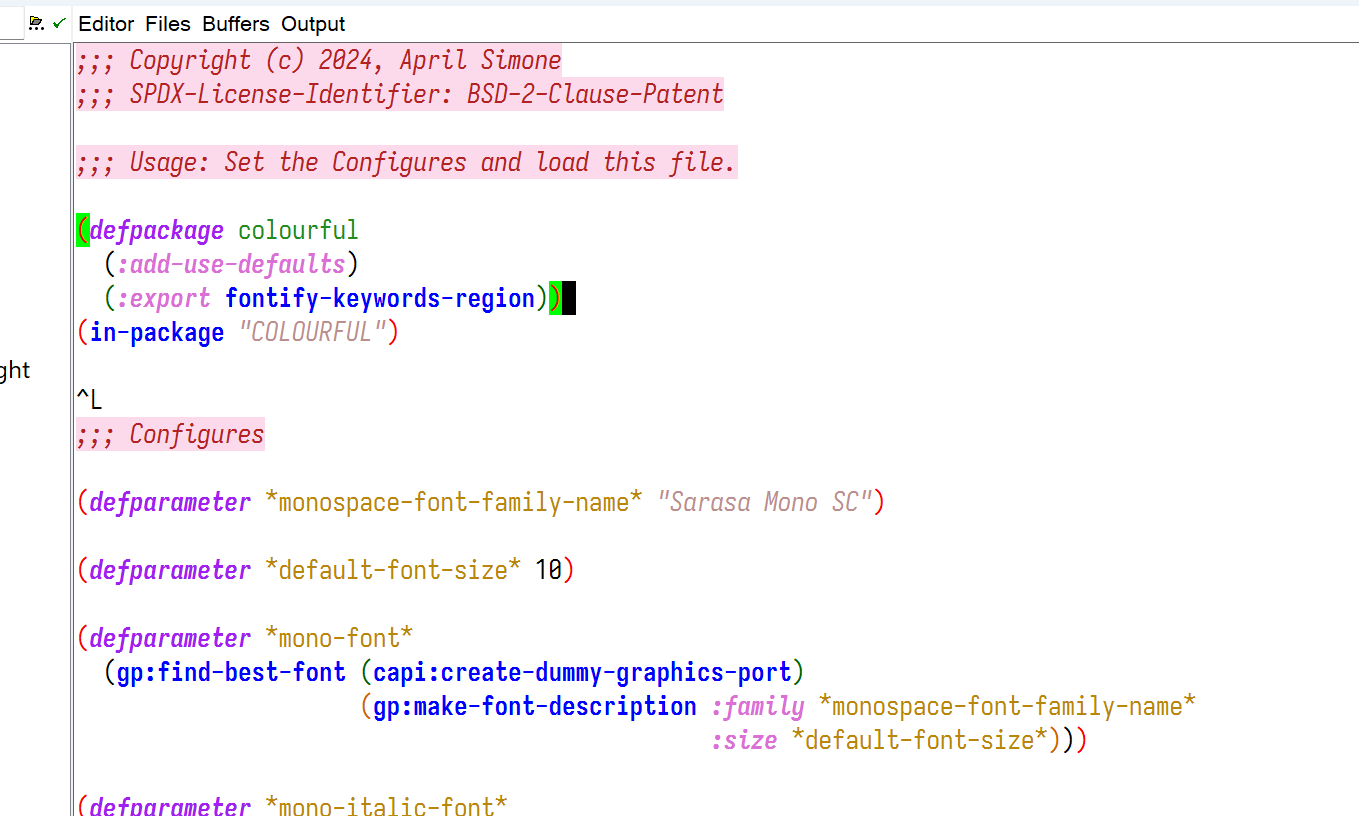 Editor Files Buffers Output
;;; Copyright (c) 2024, April Simone
;;; SPDX-License-Identifier: BSD-2-Clause-Patent
;;; Usage: Set the Configures and load this file.
(defpackage colourful
(:add-use-defaults)
(:export fontify-keywords-region))
(in-package "COLOURFUL")
ght
^L
;;; Configures
(defparameter *monospace-font-family-name* "Sarasa Mono SC")
(defparameter *default-font-size* 10)
(defparameter *mono-font*
(gp:find-best-font (capi:create-dummy-graphics-port)
(gp:make-font-description :family *monospace-font-family-name*
:size *default-font-size*)))
(defparameter *mono-italic-font*